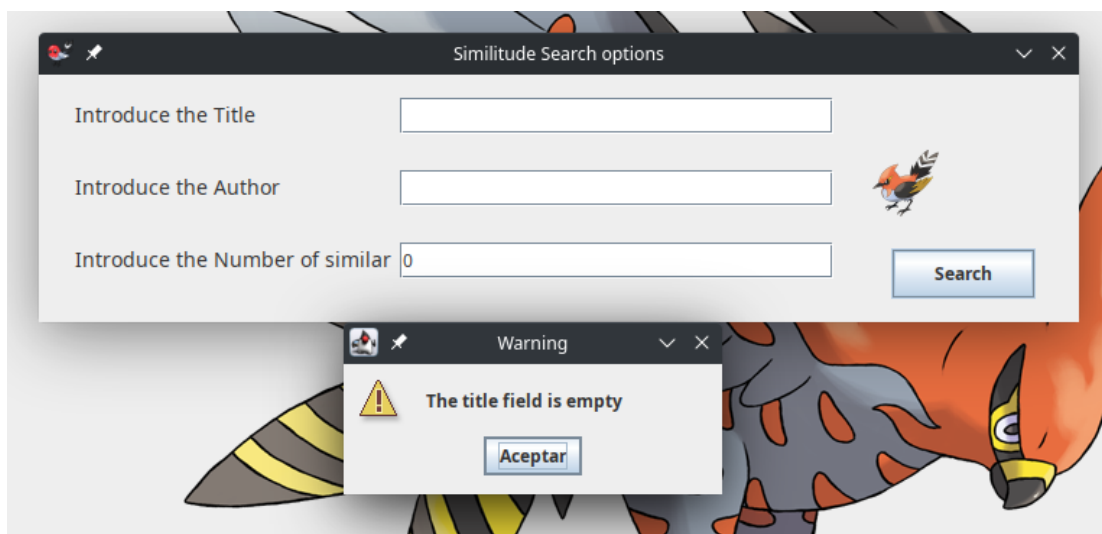 Similitude Search options
Introduce the Title
Introduce the Author
Introduce the Number of similar 0
Search
Warning
The title field is empty
Aceptar